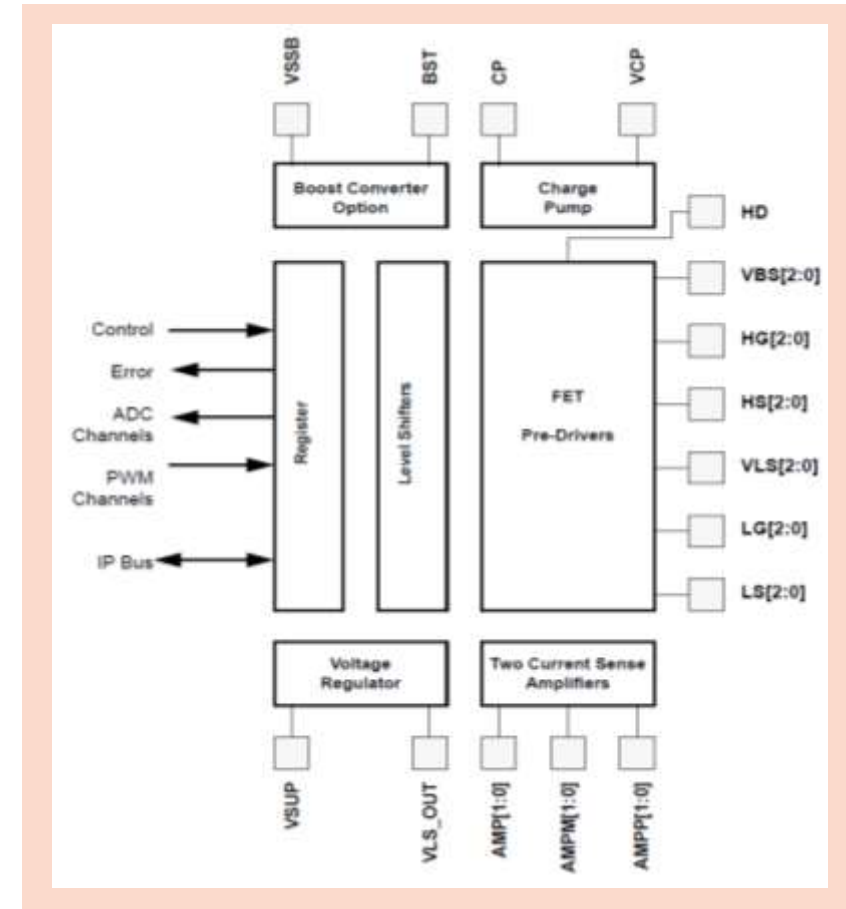 VSSB
BST
CP
VCP
Boost Converter
Option
Charge
Pump
HD
VBS[2:0]
HG[2:0]
HS[2:0]
VLS[2:0]
LG[2:0]
LS[2:0]
Control
Error
ADC
Channels
PWM
Channels
IP Bus
Register
Level Shifters
FET
Pre-Drivers
Voltage
Regulator
Two Current Sense
Amplifiers
VSUP
VLS_OUT
AMP[1:0]
AMPM[1:0]
AMPP[1:0]